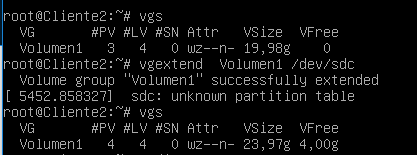 root@Cliente2:~# vgs
VG #PV #LV #SN Attr VSize VFree
Volumen1 3 4 0 wz--n- 19,98g 0
root@Cliente2:~# vgextend Volumen1 /dev/sdc
Volume group "Volumen1" successfully extended
[ 5452.858327] sdc: unknown partition table
root@Cliente2:~# vgs
VG #PV #LV #SN Attr VSize VFree
Volumen1 4 4 0 wz--n- 23,97g 4,00g